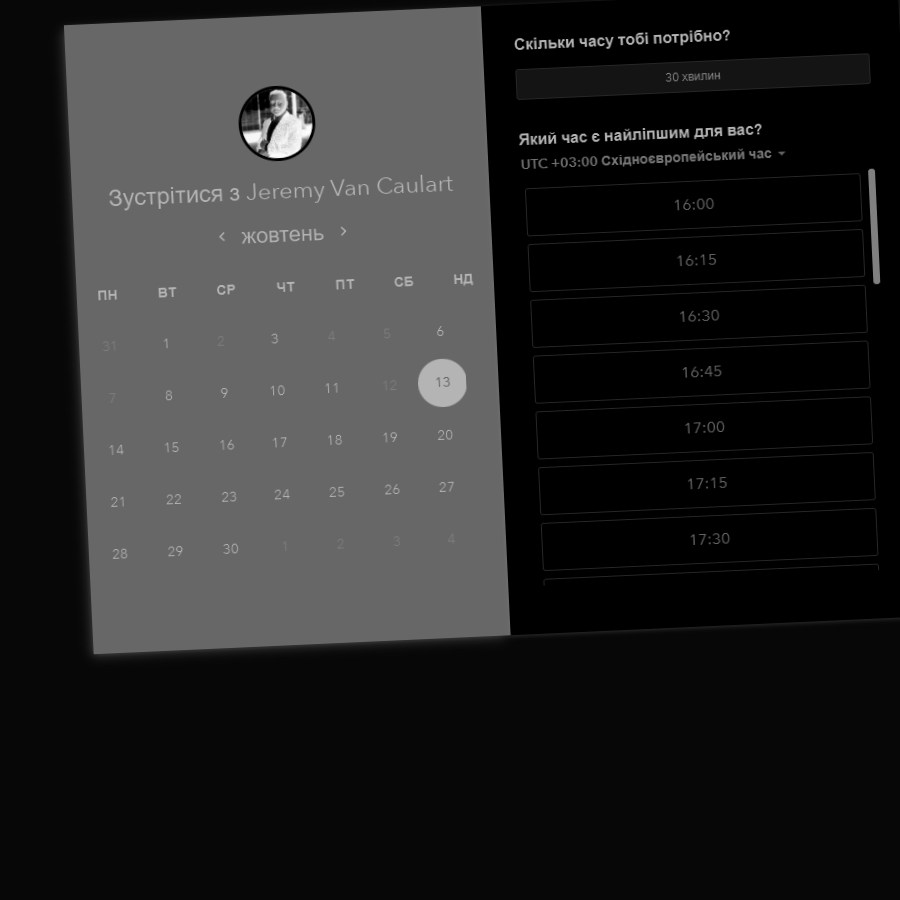 Зустрітися з Jeremy Van Caulart
жовтень
ПН ВТ СР ЧТ ПТ СБ НД
31 1 2 3 4 5 6
7 8 9 10 11 12 13
14 15 16 17 18 19 20
21 22 23 24 25 26 27
28 29 30 1 2 3 4
Скільки часу тобі потрібно?
30 хвилин
Який час є найліпшим для вас?
UTC +03:00 Східноєвропейський час
16:00
16:15
16:30
16:45
17:00
17:15
17:30